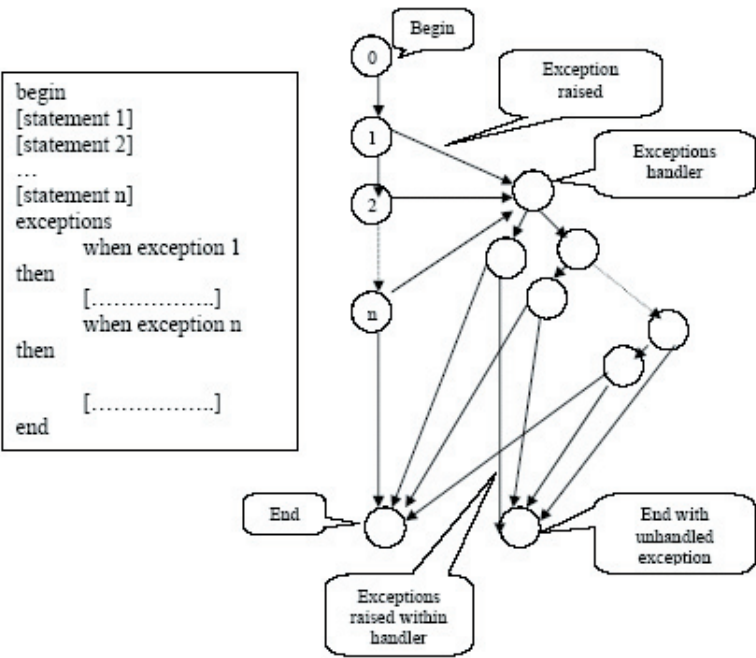 begin
[statement 1]
[statement 2]
…
[statement n]
exceptions
when exception 1
then
[……………..]
when exception n
then
[……………..]
end
Begin
0
Exception
raised
1
Exceptions
handler
2
n
End
End with
unhandled
exception
Exceptions
raised within
handler